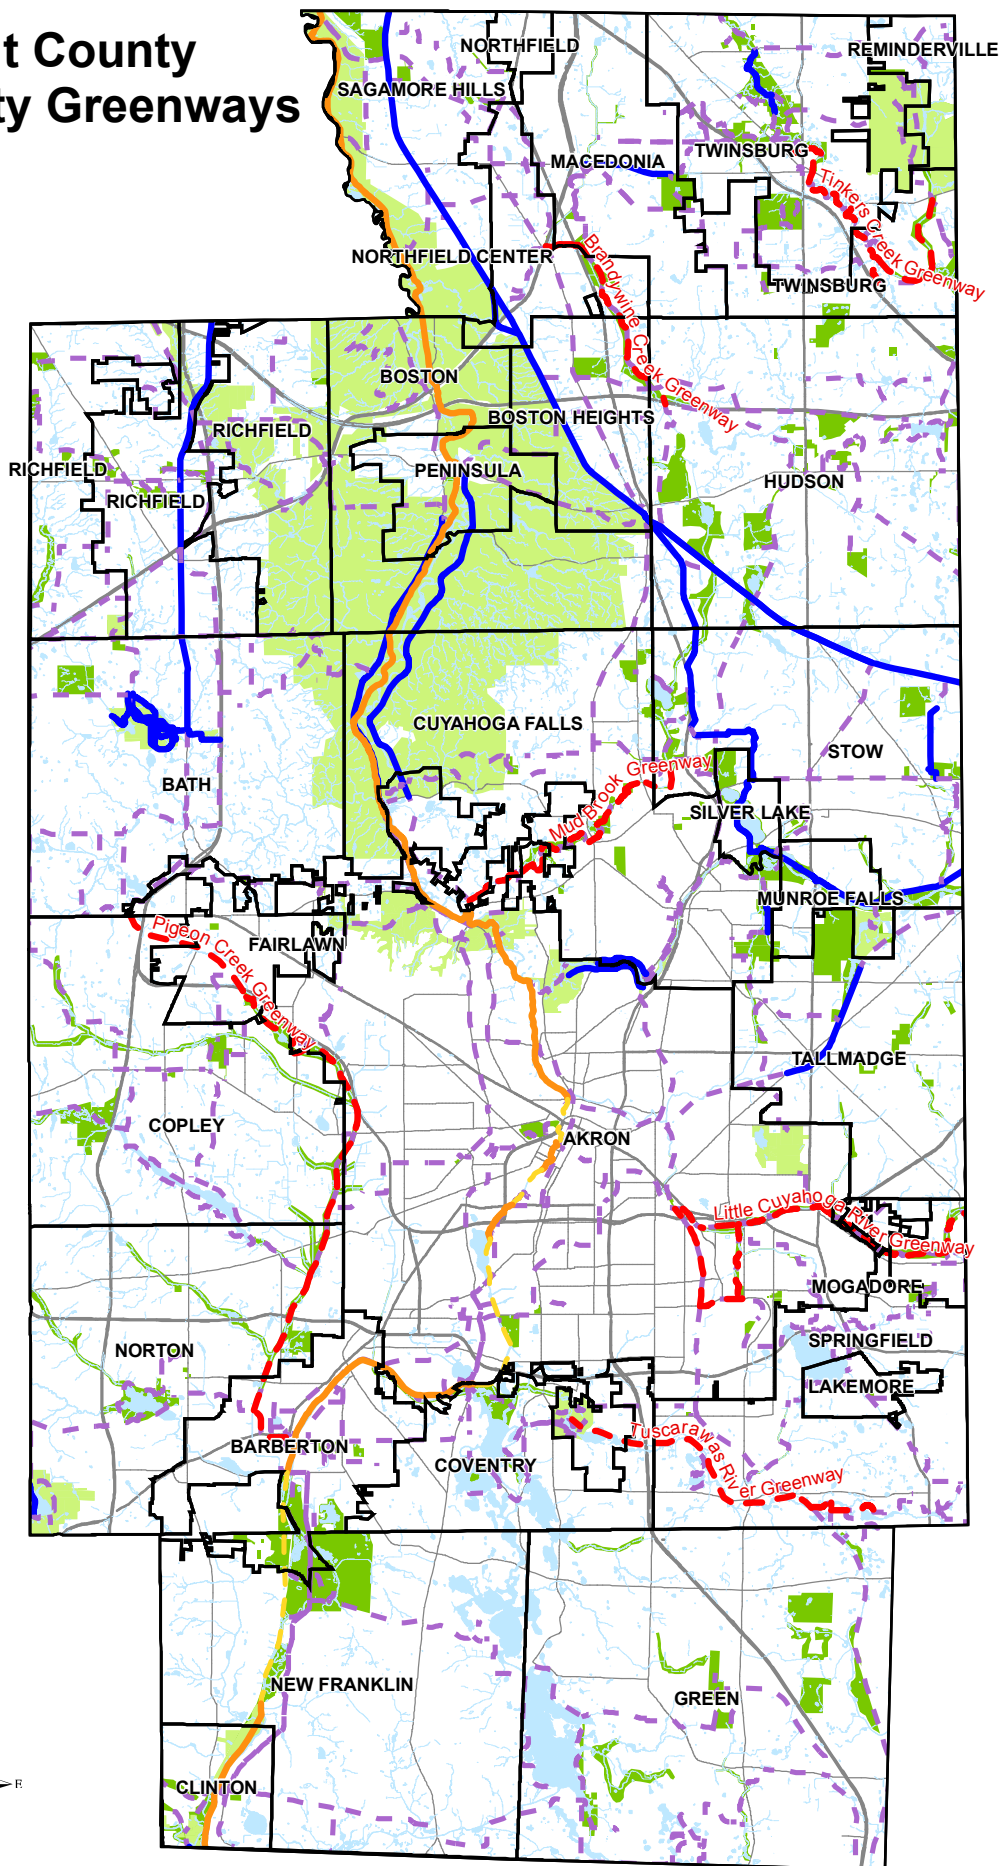 t County
ty Greenways
NORTHFIELD
REMINDERVILLE
SAGAMORE HILLS
TWINSBURG
MACEDONIA
Tinkers Creek Greenway
NORTHFIELD CENTER
Brandywine Creek Greenway
TWINSBURG
BOSTON
BOSTON HEIGHTS
RICHFIELD
RICHFIELD
PENINSULA
HUDSON
RICHFIELD
CUYAHOGA FALLS
STOW
Mud Brook Greenway
BATH
SILVER LAKE
MUNROE FALLS
Pigeon Creek Greenway
FAIRLAWN
TALLMADGE
COPLEY
AKRON
Little Cuyahoga River Greenway
MOGADORE
SPRINGFIELD
NORTON
LAKEMORE
Tuscarawas River Greenway
BARBERTON
COVENTRY
NEW FRANKLIN
GREEN
CLINTON
E